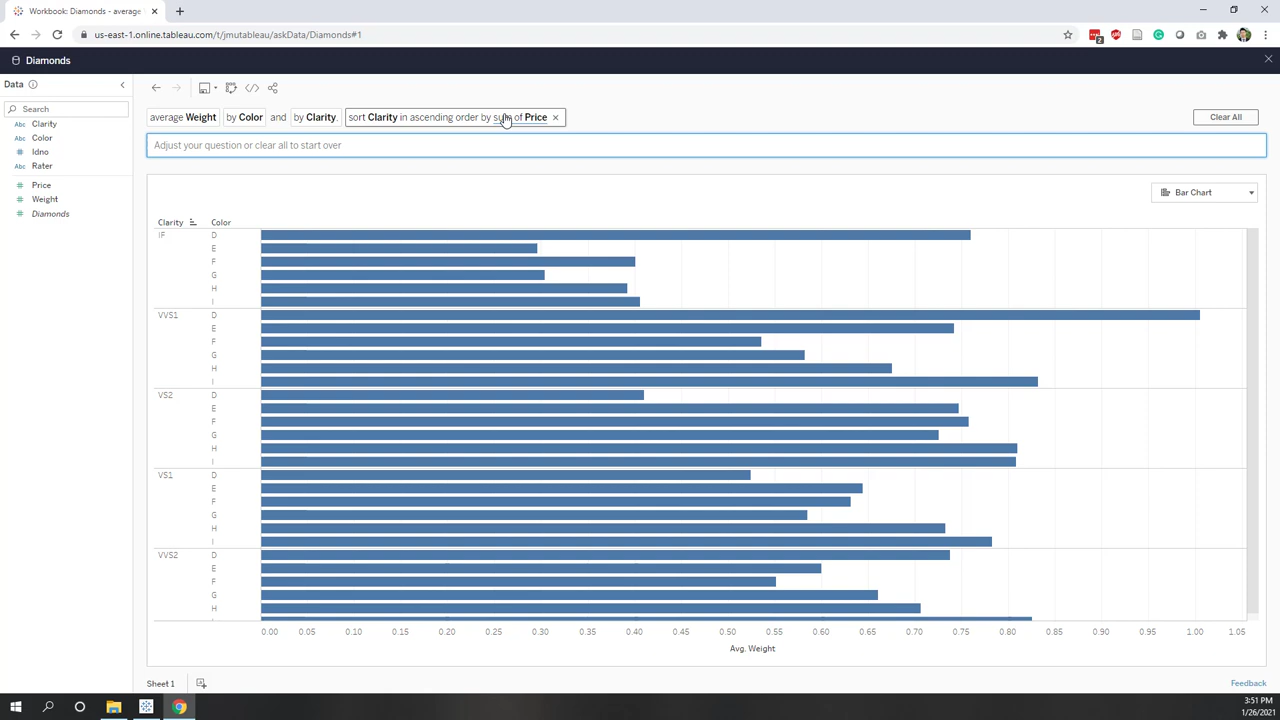 Workbook: Diamonds - average
us-east-1.online.tableau.com/t/jmutableau/askData/Diamonds#1
2
Diamonds
Data
Search
Abc Clarity
Abc Color
# Idno
Abc Rater
# Price
# Weight
# Diamonds
average Weight by Color and by Clarity. sort Clarity in ascending order by sum of Price ×
Clear All
Adjust your question or clear all to start over
Bar Chart
Clarity Color
IF D
E
F
G
H
I
VVS1 D
E
F
G
H
I
VS2 D
E
F
G
H
I
VS1 D
E
F
G
H
I
VVS2 D
E
F
G
H
0.00 0.05 0.10 0.15 0.20 0.25 0.30 0.35 0.40 0.45 0.50 0.55 0.60 0.65 0.70 0.75 0.80 0.85 0.90 0.95 1.00 1.05
Avg. Weight
Sheet 1
Feedback
3:51 PM
1/26/2021